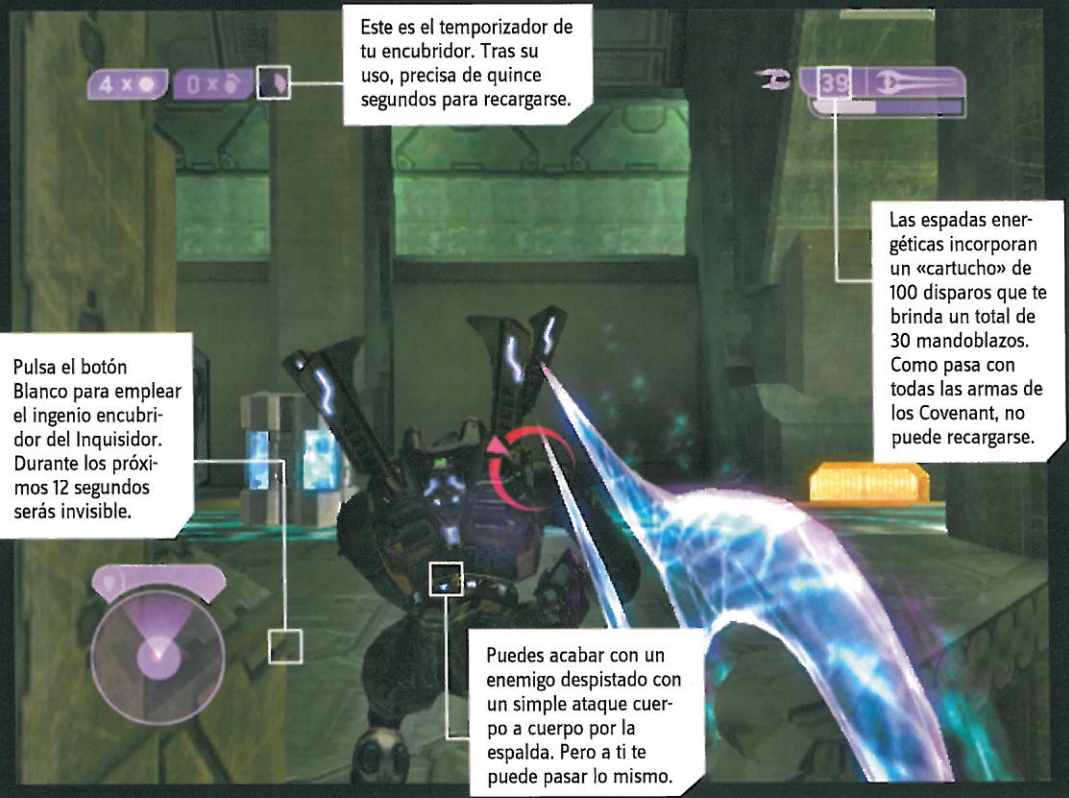 Este es el temporizador de
tu encubridor. Tras su
uso, precisa de quince
segundos para recargarse.
4 x
0 x
39
Las espadas ener-
géticas incorporan
un «cartucho» de
100 disparos que te
brinda un total de
30 mandoblazos.
Como pasa con
todas las armas de
los Covenant, no
puede recargarse.
Pulsa el botón
Blanco para emplear
el ingenio encubri-
dor del Inquisidor.
Durante los próxi-
mos 12 segundos
serás invisible.
Puedes acabar con un
enemigo despistado con
un simple ataque cuer-
po a cuerpo por la
espalda. Pero a ti te
puede pasar lo mismo.